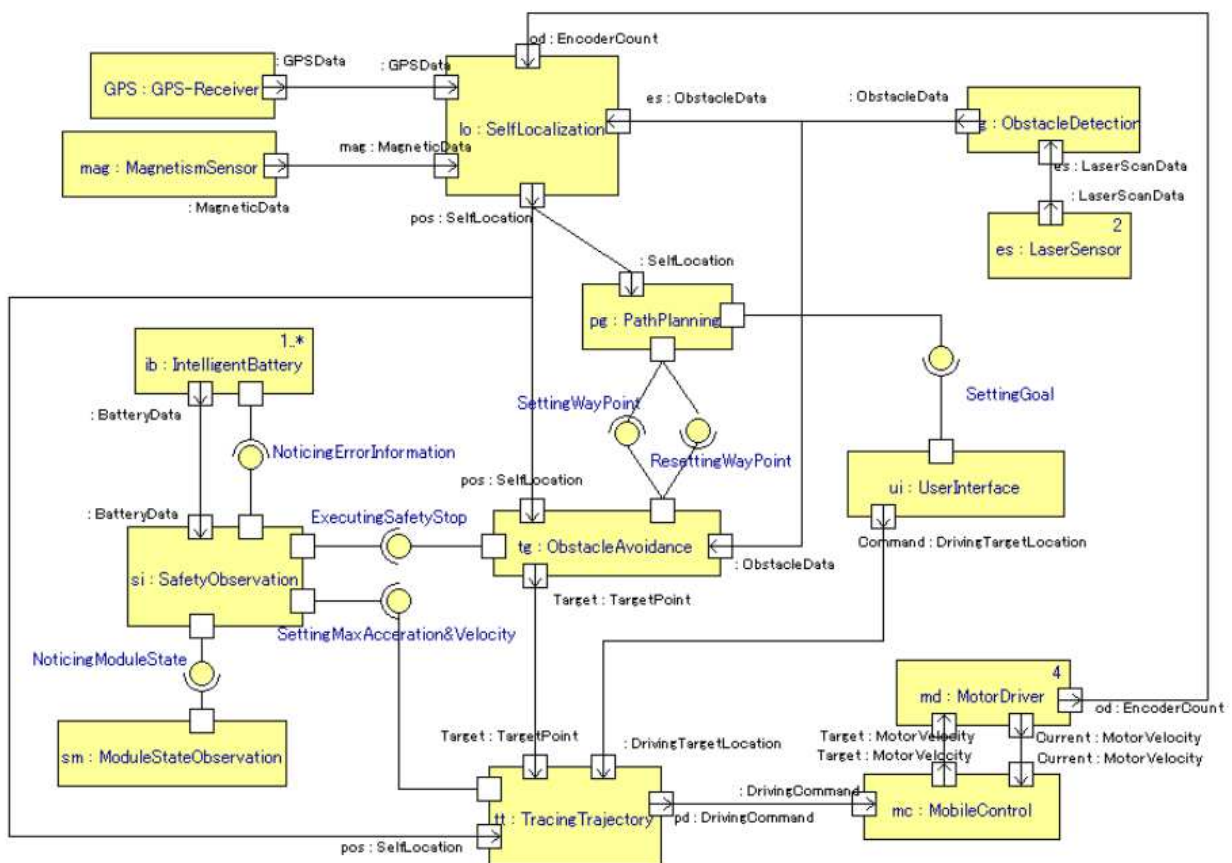 od : EncoderCount
: GPSData
: GPSData
GPS : GPS-Receiver
es : ObstacleData
: ObstacleData
lo : SelfLocalization
g : ObstacleDetection
mag : MagneticData
mag : MagnetismSensor
es : LaserScanData
: MagneticData
: LaserScanData
pos : SelfLocation
2
es : LaserSensor
: SelfLocation
pg : PathPlanning
1..*
ib : IntelligentBattery
SettingWayPoint
SettingGoal
: BatteryData
NoticingErrorInformation
ResettingWayPoint
pos : SelfLocation
ui : UserInterface
: BatteryData
ExecutingSafetyStop
tg : ObstacleAvoidance
Command : DrivingTargetLocation
: ObstacleData
si : SafetyObservation
Target : TargetPoint
SettingMaxAcceration&Velocity
NoticingModuleState
4
md : MotorDriver
od : EncoderCount
Target : TargetPoint
: DrivingTargetLocation
Target : MotorVelocity
Current : MotorVelocity
sm : ModuleStateObservation
Target : MotorVelocity
Current : MotorVelocity
: DrivingCommand
tt : TracingTrajectory
pd : DrivingCommand
mc : MobileControl
pos : SelfLocation